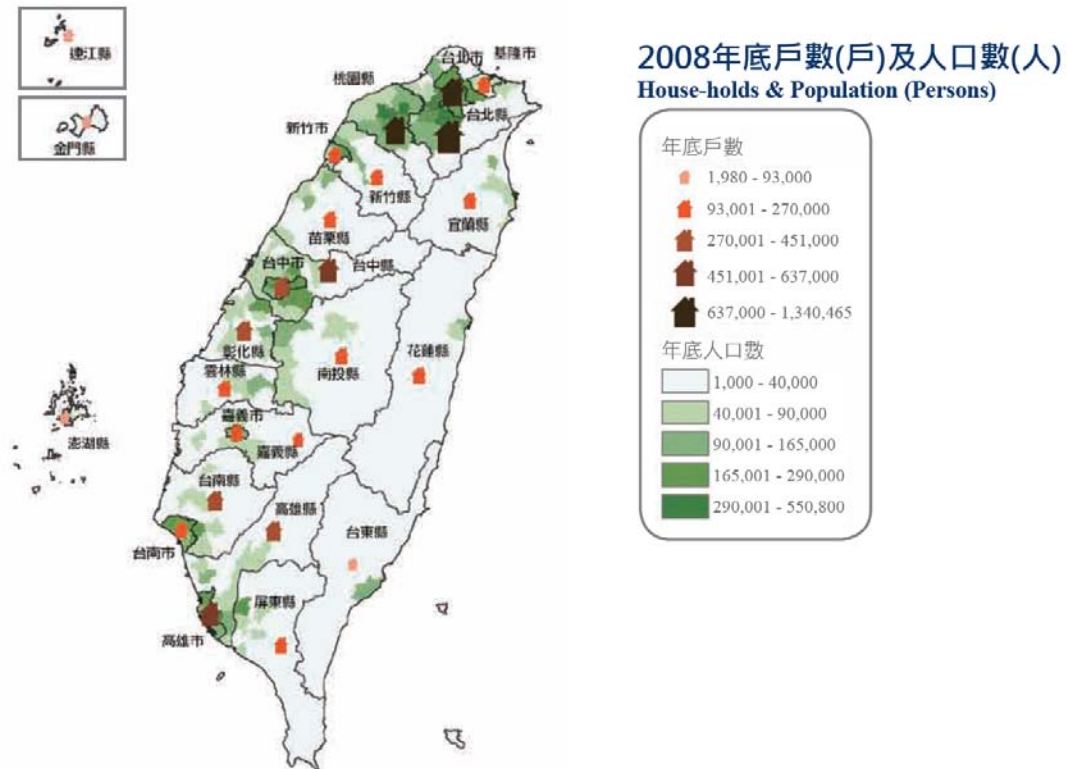 2008年底戶數(戶)及人口數(人)
House-holds & Population (Persons)
年底戶數
1,980 - 93,000
93,001 - 270,000
270,001 - 451,000
451,001 - 637,000
637,000 - 1,340,465
年底人口數
1,000 - 40,000
40,001 - 90,000
90,001 - 165,000
165,001 - 290,000
290,001 - 550,800
連江縣
金門縣
台北市
基隆市
桃園縣
台北縣
新竹市
新竹縣
宜蘭縣
苗栗縣
台中市
台中縣
彰化縣
南投縣
花蓮縣
雲林縣
嘉義市
嘉義縣
澎湖縣
台南縣
高雄縣
台東縣
台南市
屏東縣
高雄市